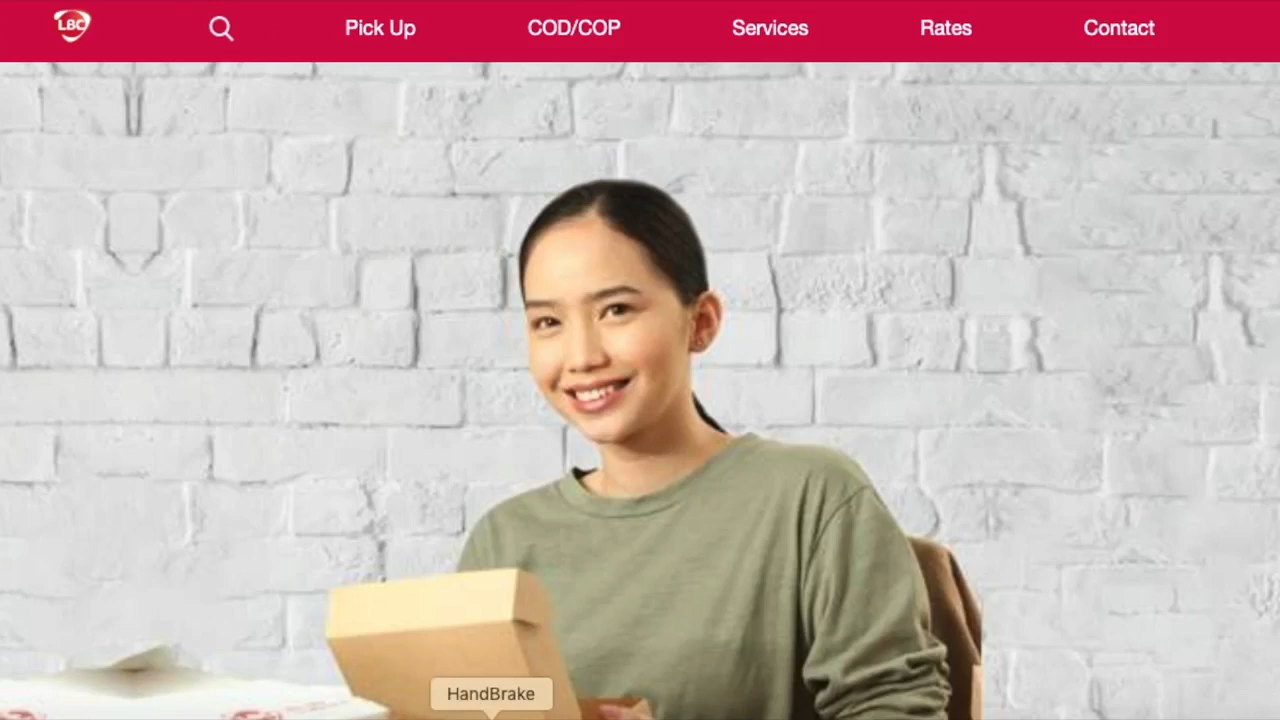 LBC
Pick Up
COD/COP
Services
Rates
Contact
HandBrake